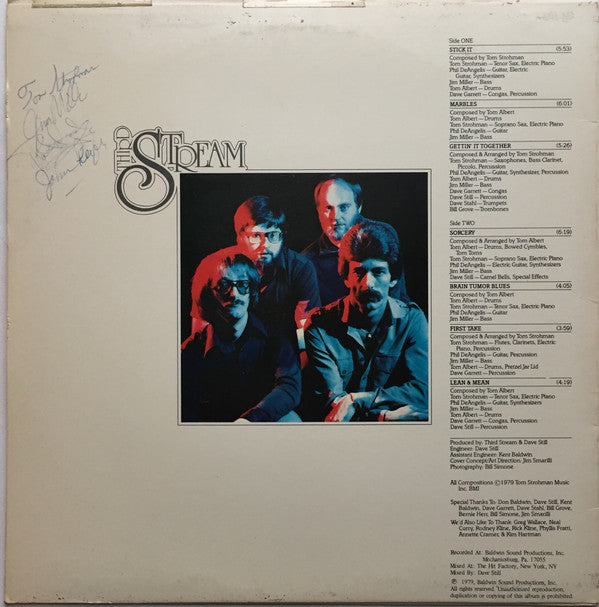 Tom Strohman
THIRD
STREAM
Side ONE
STICK IT (5:53)
Composed by Tom Strohman
Tom Strohman—Tenor Sax, Electric Piano
Phil DeAngelis—Guitar, Electric
Guitar, Synthesizers
Jim Miller—Bass
Tom Albert—Drums
Dave Garrett—Congas, Percussion
MARBLES (6:01)
Composed by Tom Albert
Tom Albert—Drums
Tom Strohman—Soprano Sax, Electric Piano
Phil DeAngelis—Guitar
Jim Miller—Bass
GETTIN' IT TOGETHER (5:26)
Composed & Arranged by Tom Strohman
Tom Strohman—Saxophones, Bass Clarinet,
Piccolo, Percussion
Phil DeAngelis—Guitar, Synthesizer, Percussion
Tom Albert—Drums
Jim Miller—Bass
Dave Garrett—Congas
Dave Still—Percussion
Dave Stahl—Trumpets
Bill Grove—Trombones
Side TWO
SORCERY (6:19)
Composed & Arranged by Tom Albert
Tom Albert—Drums, Bowed Cymbles,
Tom Toms
Tom Strohman—Soprano Sax, Electric Piano
Phil DeAngelis—Electric Guitar, Synthesizers
Jim Miller—Bass
Dave Still—Camel Bells, Special Effects
BRAIN TUMOR BLUES (4:05)
Composed by Tom Albert
Tom Albert—Drums
Tom Strohman—Tenor Sax, Electric Piano
Phil DeAngelis—Guitar
Jim Miller—Bass
FIRST TAKE (3:59)
Composed & Arranged by Tom Strohman
Tom Strohman—Flutes, Clarinets, Electric
Piano, Percussion
Phil DeAngelis—Guitar, Percussion
Jim Miller—Bass
Tom Albert—Drums, Pretzel Jar Lid
Dave Garrett—Percussion
LEAN & MEAN (4:19)
Composed by Tom Albert
Tom Strohman—Tenor Sax, Electric Piano
Phil DeAngelis—Guitar, Synthesizers
Jim Miller—Bass
Tom Albert—Drums
Dave Garrett—Congas, Percussion
Dave Still—Percussion
Produced by: Third Stream & Dave Still
Engineer: Dave Still
Assistant Engineer: Kent Baldwin
Cover Concept/Art Direction: Jim Smarilli
Photography: Bill Simone
All Compositions ©1979 Tom Strohman Music
Inc. BMI
Special Thanks To: Don Baldwin, Dave Still, Kent
Baldwin, Dave Garrett, Dave Stahl, Bill Grove,
Bernie Herr, Bill Simone, Jim Smarilli
We'd Also Like To Thank: Greg Wallace, Neal
Curry, Rodney Kline, Rick Kline, Phyllis Fratti,
Annette Cramer, & Kim Hartman
Recorded At: Baldwin Sound Productions, Inc.
Mechanicsburg, Pa. 17055
Mixed At: The Hit Factory, New York, NY
Mixed By: Dave Still
℗ 1979, Baldwin Sound Productions, Inc.
All rights reserved. Unauthorized reproduction,
duplication or copying of this album is prohibited.